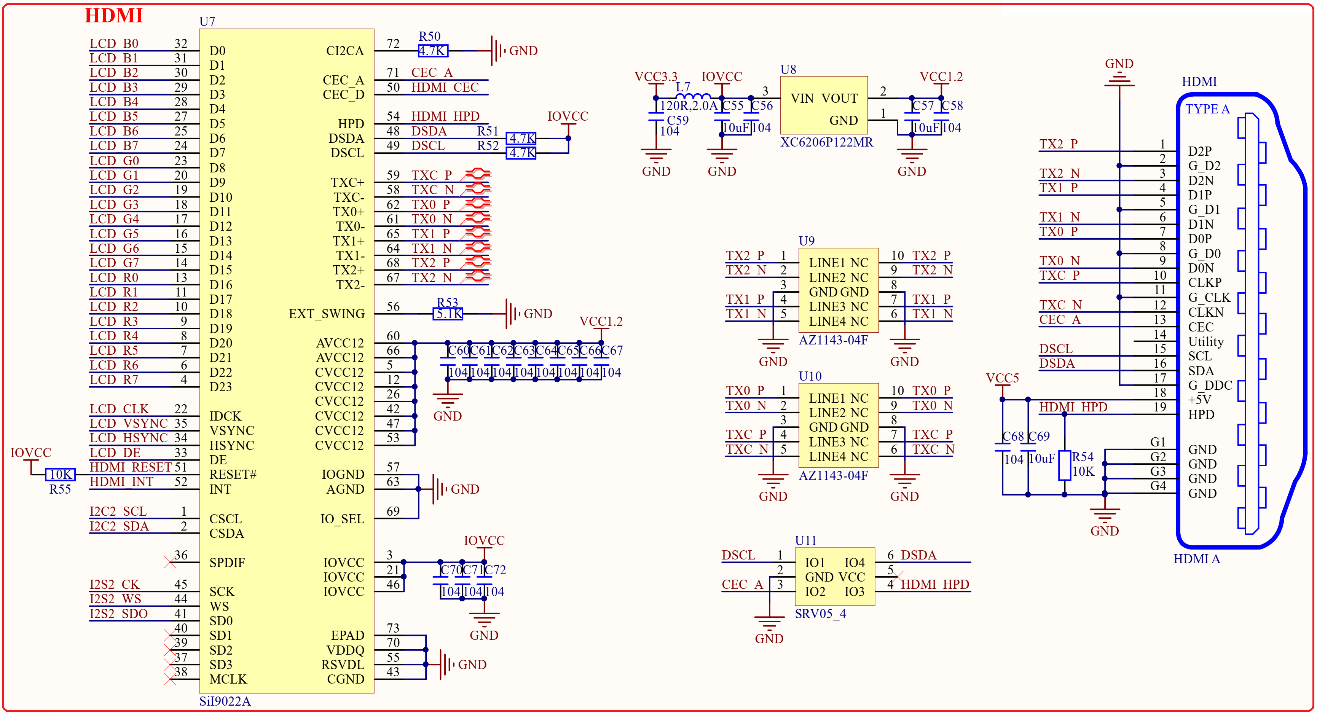 HDMI
U7
LCD_B0 32 D0
LCD_B1 31 D1
LCD_B2 30 D2
LCD_B3 29 D3
LCD_B4 28 D4
LCD_B5 27 D5
LCD_B6 25 D6
LCD_B7 24 D7
LCD_G0 23 D8
LCD_G1 20 D9
LCD_G2 19 D10
LCD_G3 18 D11
LCD_G4 17 D12
LCD_G5 16 D13
LCD_G6 15 D14
LCD_G7 14 D15
LCD_R0 13 D16
LCD_R1 11 D17
LCD_R2 10 D18
LCD_R3 9 D19
LCD_R4 8 D20
LCD_R5 7 D21
LCD_R6 6 D22
LCD_R7 4 D23
LCD_CLK 22 IDCK
LCD_VSYNC 35 VSYNC
LCD_HSYNC 34 HSYNC
LCD_DE 33 DE
IOVCC
10K
R55
HDMI_RESET 51 RESET#
HDMI_INT 52 INT
I2C2_SCL 1 CSCL
I2C2_SDA 2 CSDA
36 SPDIF
I2S2_CK 45 SCK
I2S2_WS 44 WS
I2S2_SDO 41 SD0
40 SD1
39 SD2
37 SD3
38 MCLK
SiI9022A
CI2CA 72 R50 4.7K GND
CEC_A 71 CEC_A
CEC_D 50 HDMI_CEC
HPD 54 HDMI_HPD
DSDA 48 DSDA R51 4.7K IOVCC
DSCL 49 DSCL R52 4.7K
TXC+ 59 TXC_P
TXC- 58 TXC_N
TX0+ 62 TX0_P
TX0- 61 TX0_N
TX1+ 65 TX1_P
TX1- 64 TX1_N
TX2+ 68 TX2_P
TX2- 67 TX2_N
EXT_SWING 56 R53 5.1K GND
AVCC12 60 VCC1.2
AVCC12 66
CVCC12 5
CVCC12 12
CVCC12 26
CVCC12 42
CVCC12 47
CVCC12 53
C60 C61 C62 C63 C64 C65 C66 C67
104 104 104 104 104 104 104 104
GND
IOGND 57
AGND 63 GND
IO_SEL 69
IOVCC
IOVCC 3
IOVCC 21
IOVCC 46
C70 C71 C72
104 104 104
GND
EPAD 73
VDDQ 70
RSVDL 55 GND
CGND 43
VCC3.3 L7 IOVCC U8 VCC1.2
120R,2.0A
C59 104
C55 10uF
C56 104
3 VIN VOUT 2
GND 1
XC6206P122MR
C57 10uF
C58 104
GND GND GND
U9
TX2_P 1 LINE1 NC 10 TX2_P
TX2_N 2 LINE2 NC 9 TX2_N
3 GND GND 8
TX1_P 4 LINE3 NC 7 TX1_P
TX1_N 5 LINE4 NC 6 TX1_N
AZ1143-04F
GND GND
U10
TX0_P 1 LINE1 NC 10 TX0_P
TX0_N 2 LINE2 NC 9 TX0_N
3 GND GND 8
TXC_P 4 LINE3 NC 7 TXC_P
TXC_N 5 LINE4 NC 6 TXC_N
AZ1143-04F
GND GND
U11
DSCL 1 IO1 IO4 6 DSDA
2 GND VCC 5
CEC_A 3 IO2 IO3 4 HDMI_HPD
SRV05_4
GND
GND
HDMI
TYPE A
TX2_P 1 D2P
2 G_D2
TX2_N 3 D2N
TX1_P 4 D1P
5 G_D1
TX1_N 6 D1N
TX0_P 7 D0P
8 G_D0
TX0_N 9 D0N
TXC_P 10 CLKP
11 G_CLK
TXC_N 12 CLKN
CEC_A 13 CEC
14 Utility
DSCL 15 SCL
DSDA 16 SDA
17 G_DDC
VCC5 18 +5V
HDMI_HPD 19 HPD
C68 104
C69 10uF
R54 10K
G1 GND
G2 GND
G3 GND
G4 GND
GND
HDMI A